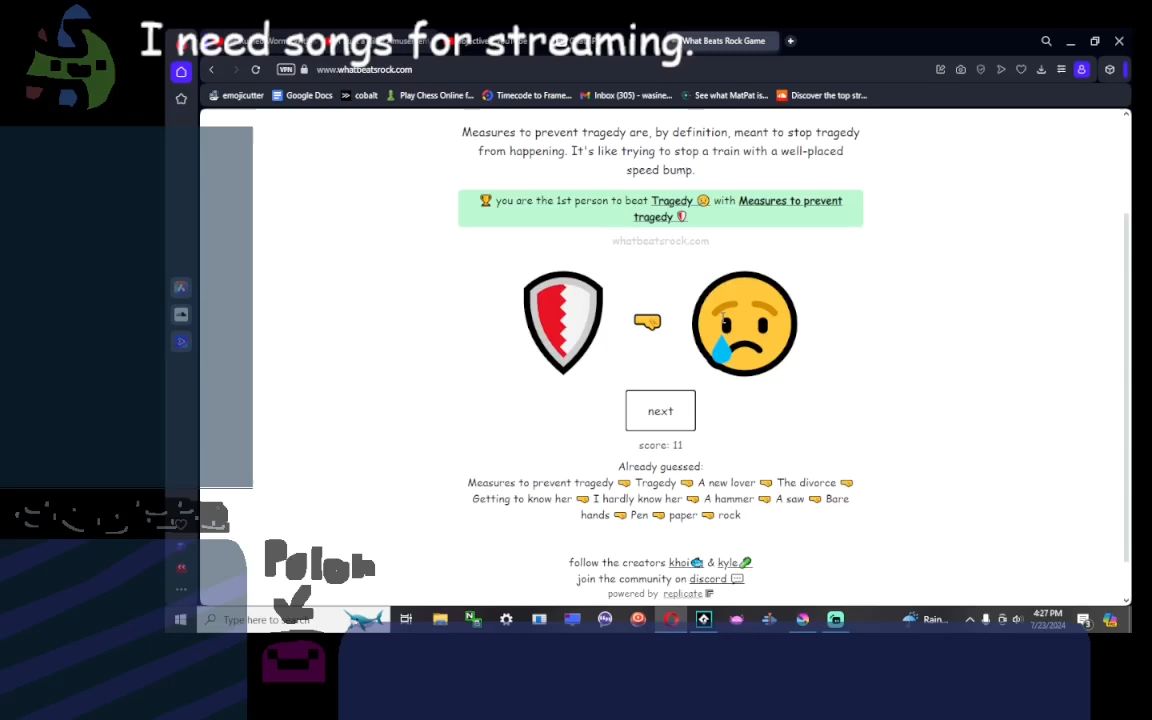 I need songs for streaming.
What Beats Rock Game
VPN
www.whatbeatsrock.com
emojicutter
Google Docs
cobalt
Play Chess Online f...
Timecode to Frame...
Inbox (305) - wasine...
See what MatPat is...
Discover the top str...
Measures to prevent tragedy are, by definition, meant to stop tragedy
from happening. It's like trying to stop a train with a well-placed
speed bump.
🏆 you are the 1st person to beat Tragedy 😢 with Measures to prevent
tragedy 🛡️
whatbeatsrock.com
next
score: 11
Already guessed:
Measures to prevent tragedy 🤜 Tragedy 🤜 A new lover 🤜 The divorce 🤜
Getting to know her 🤜 I hardly know her 🤜 A hammer 🤜 A saw 🤜 Bare
hands 🤜 Pen 🤜 paper 🤜 rock
follow the creators khoi🐟 & kyle🥒
join the community on discord 💬
powered by replicate
Type here to search
Rain...
4:27 PM
7/23/2024